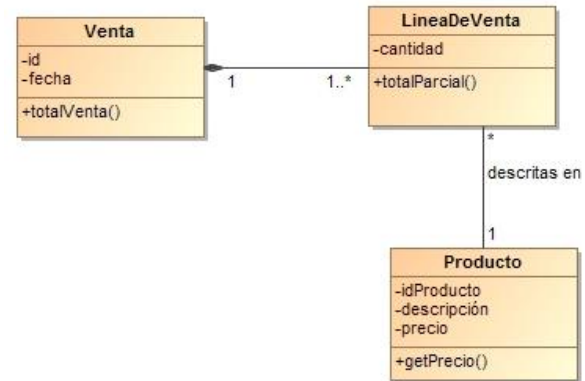 Venta
-id
-fecha
+totalVenta()
1
1..*
LineaDeVenta
-cantidad
+totalParcial()
*
descritas en
1
Producto
-idProducto
-descripción
-precio
+getPrecio()